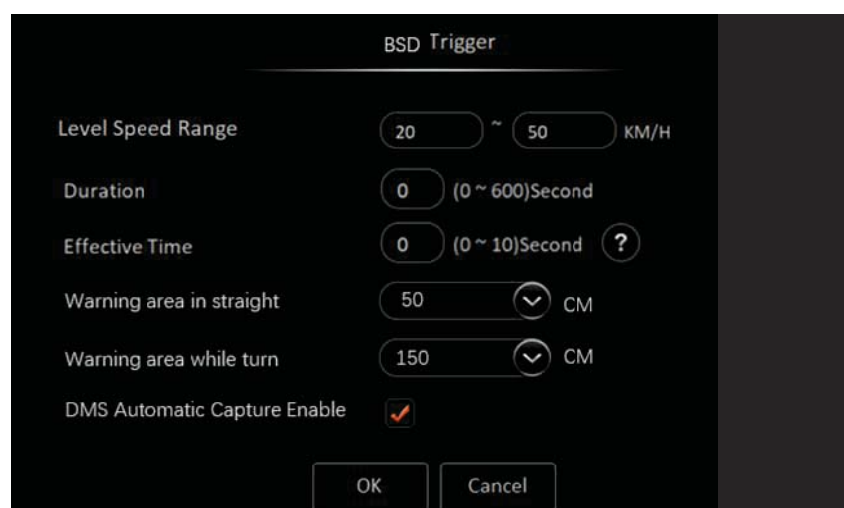 BSD Trigger
Level Speed Range 20 ~ 50 KM/H
Duration 0 (0 ~ 600)Second
Effective Time 0 (0 ~ 10)Second ?
Warning area in straight 50 CM
Warning area while turn 150 CM
DMS Automatic Capture Enable
OK Cancel